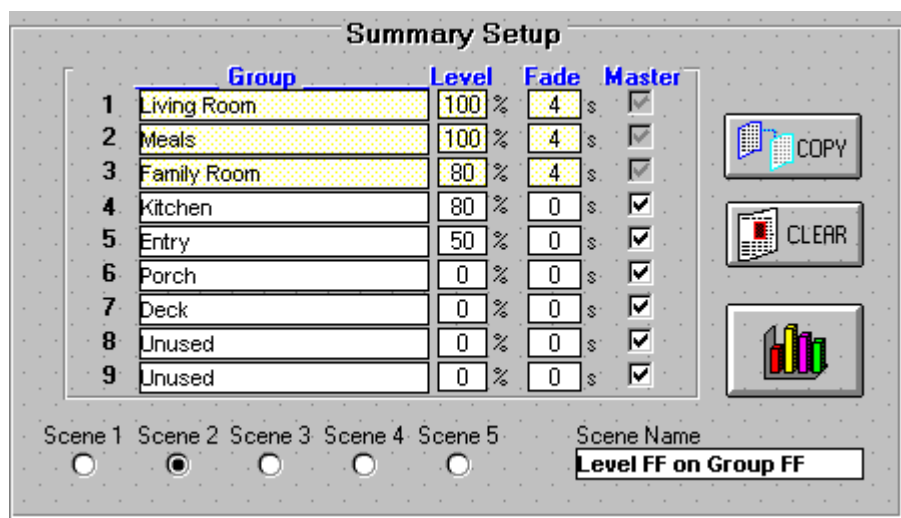 Summary Setup
Group Level Fade Master
1 Living Room 100 % 4 s
2 Meals 100 % 4 s
3 Family Room 80 % 4 s
4 Kitchen 80 % 0 s
5 Entry 50 % 0 s
6 Porch 0 % 0 s
7 Deck 0 % 0 s
8 Unused 0 % 0 s
9 Unused 0 % 0 s
COPY
CLEAR
Scene 1 Scene 2 Scene 3 Scene 4 Scene 5
Scene Name
Level FF on Group FF